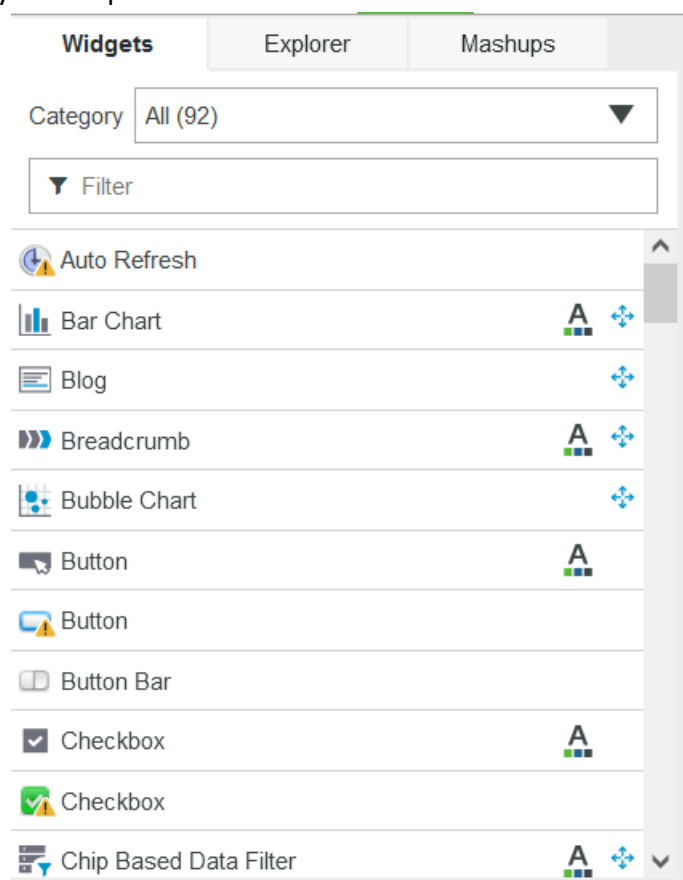 Widgets Explorer Mashups
Category All (92)
Filter
Auto Refresh
Bar Chart A
Blog
Breadcrumb A
Bubble Chart
Button A
Button
Button Bar
Checkbox A
Checkbox
Chip Based Data Filter A